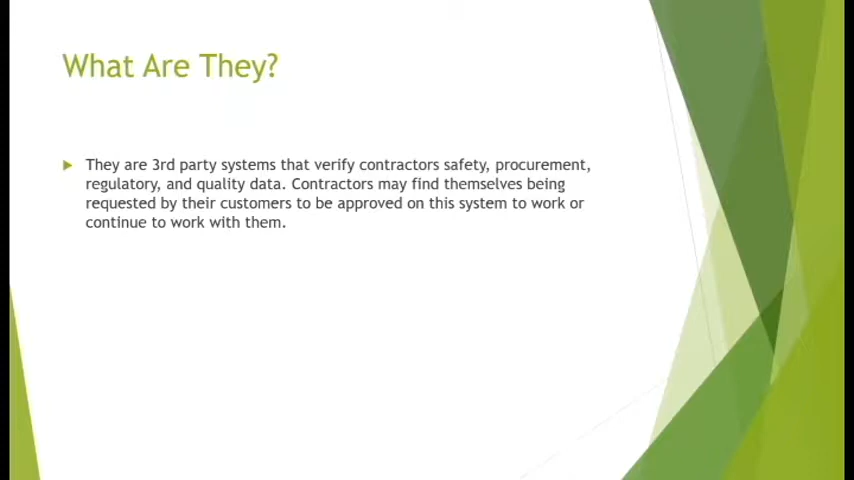 What Are They?
They are 3rd party systems that verify contractors safety, procurement,
regulatory, and quality data. Contractors may find themselves being
requested by their customers to be approved on this system to work or
continue to work with them.